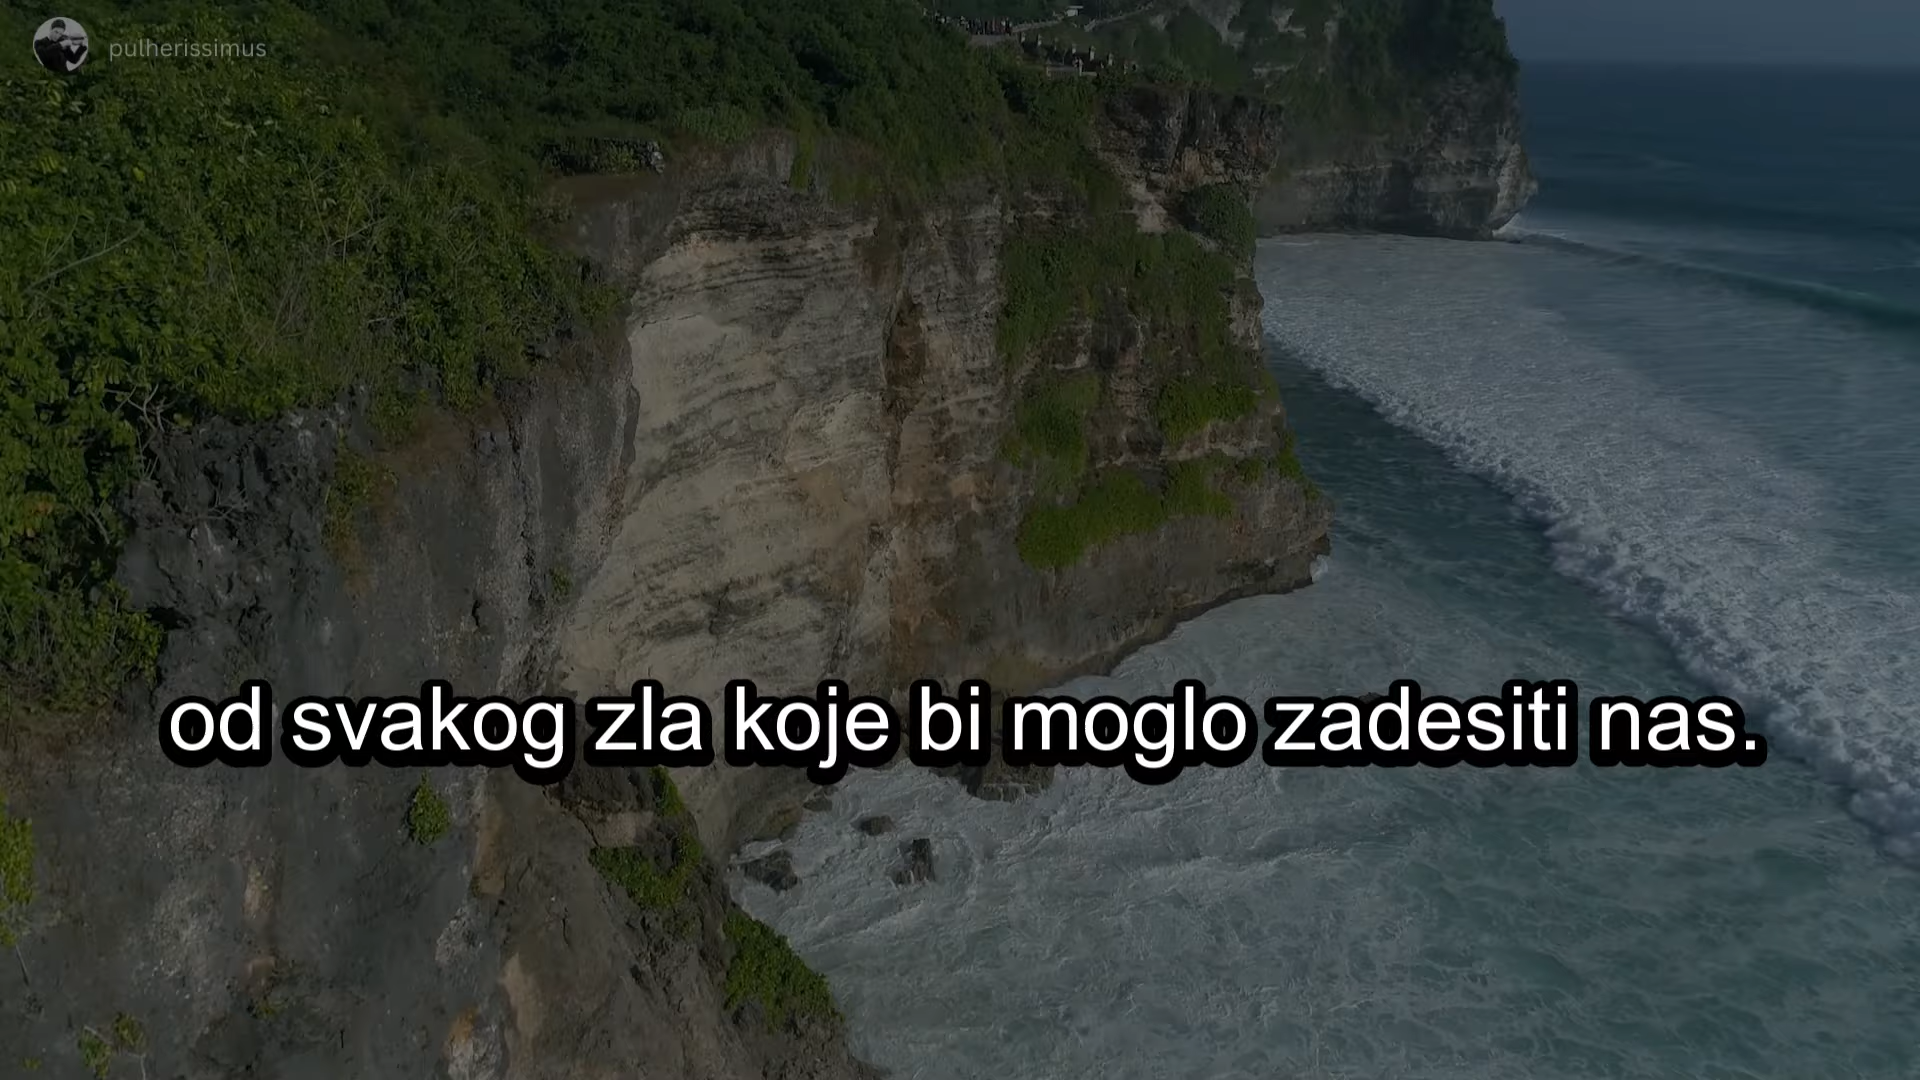 pulherissimus
od svakog zla koje bi moglo zadesiti nas.